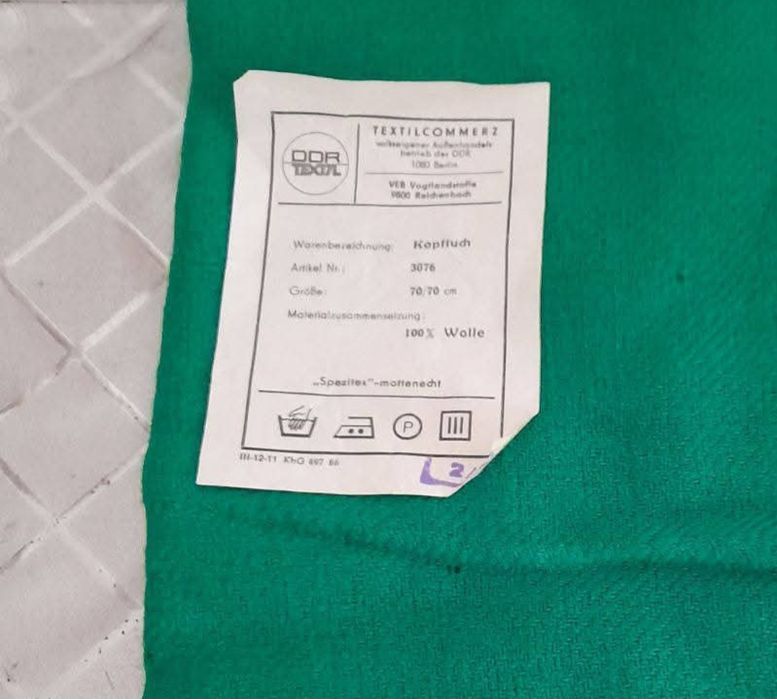 DDR
TEXTIL
TEXTILCOMMERZ
volkseigener Außenhandels
betrieb der DDR
1080 Berlin
VEB Vogtlandstoffe
9800 Reichenbach
Warenbezeichnung: Kopftuch
Artikel Nr.: 3076
Größe: 70/70 cm
Materialzusammensetzung:
100% Wolle
„Spezitex"-mottenecht
P
III-12-11 KhG 697 86
2